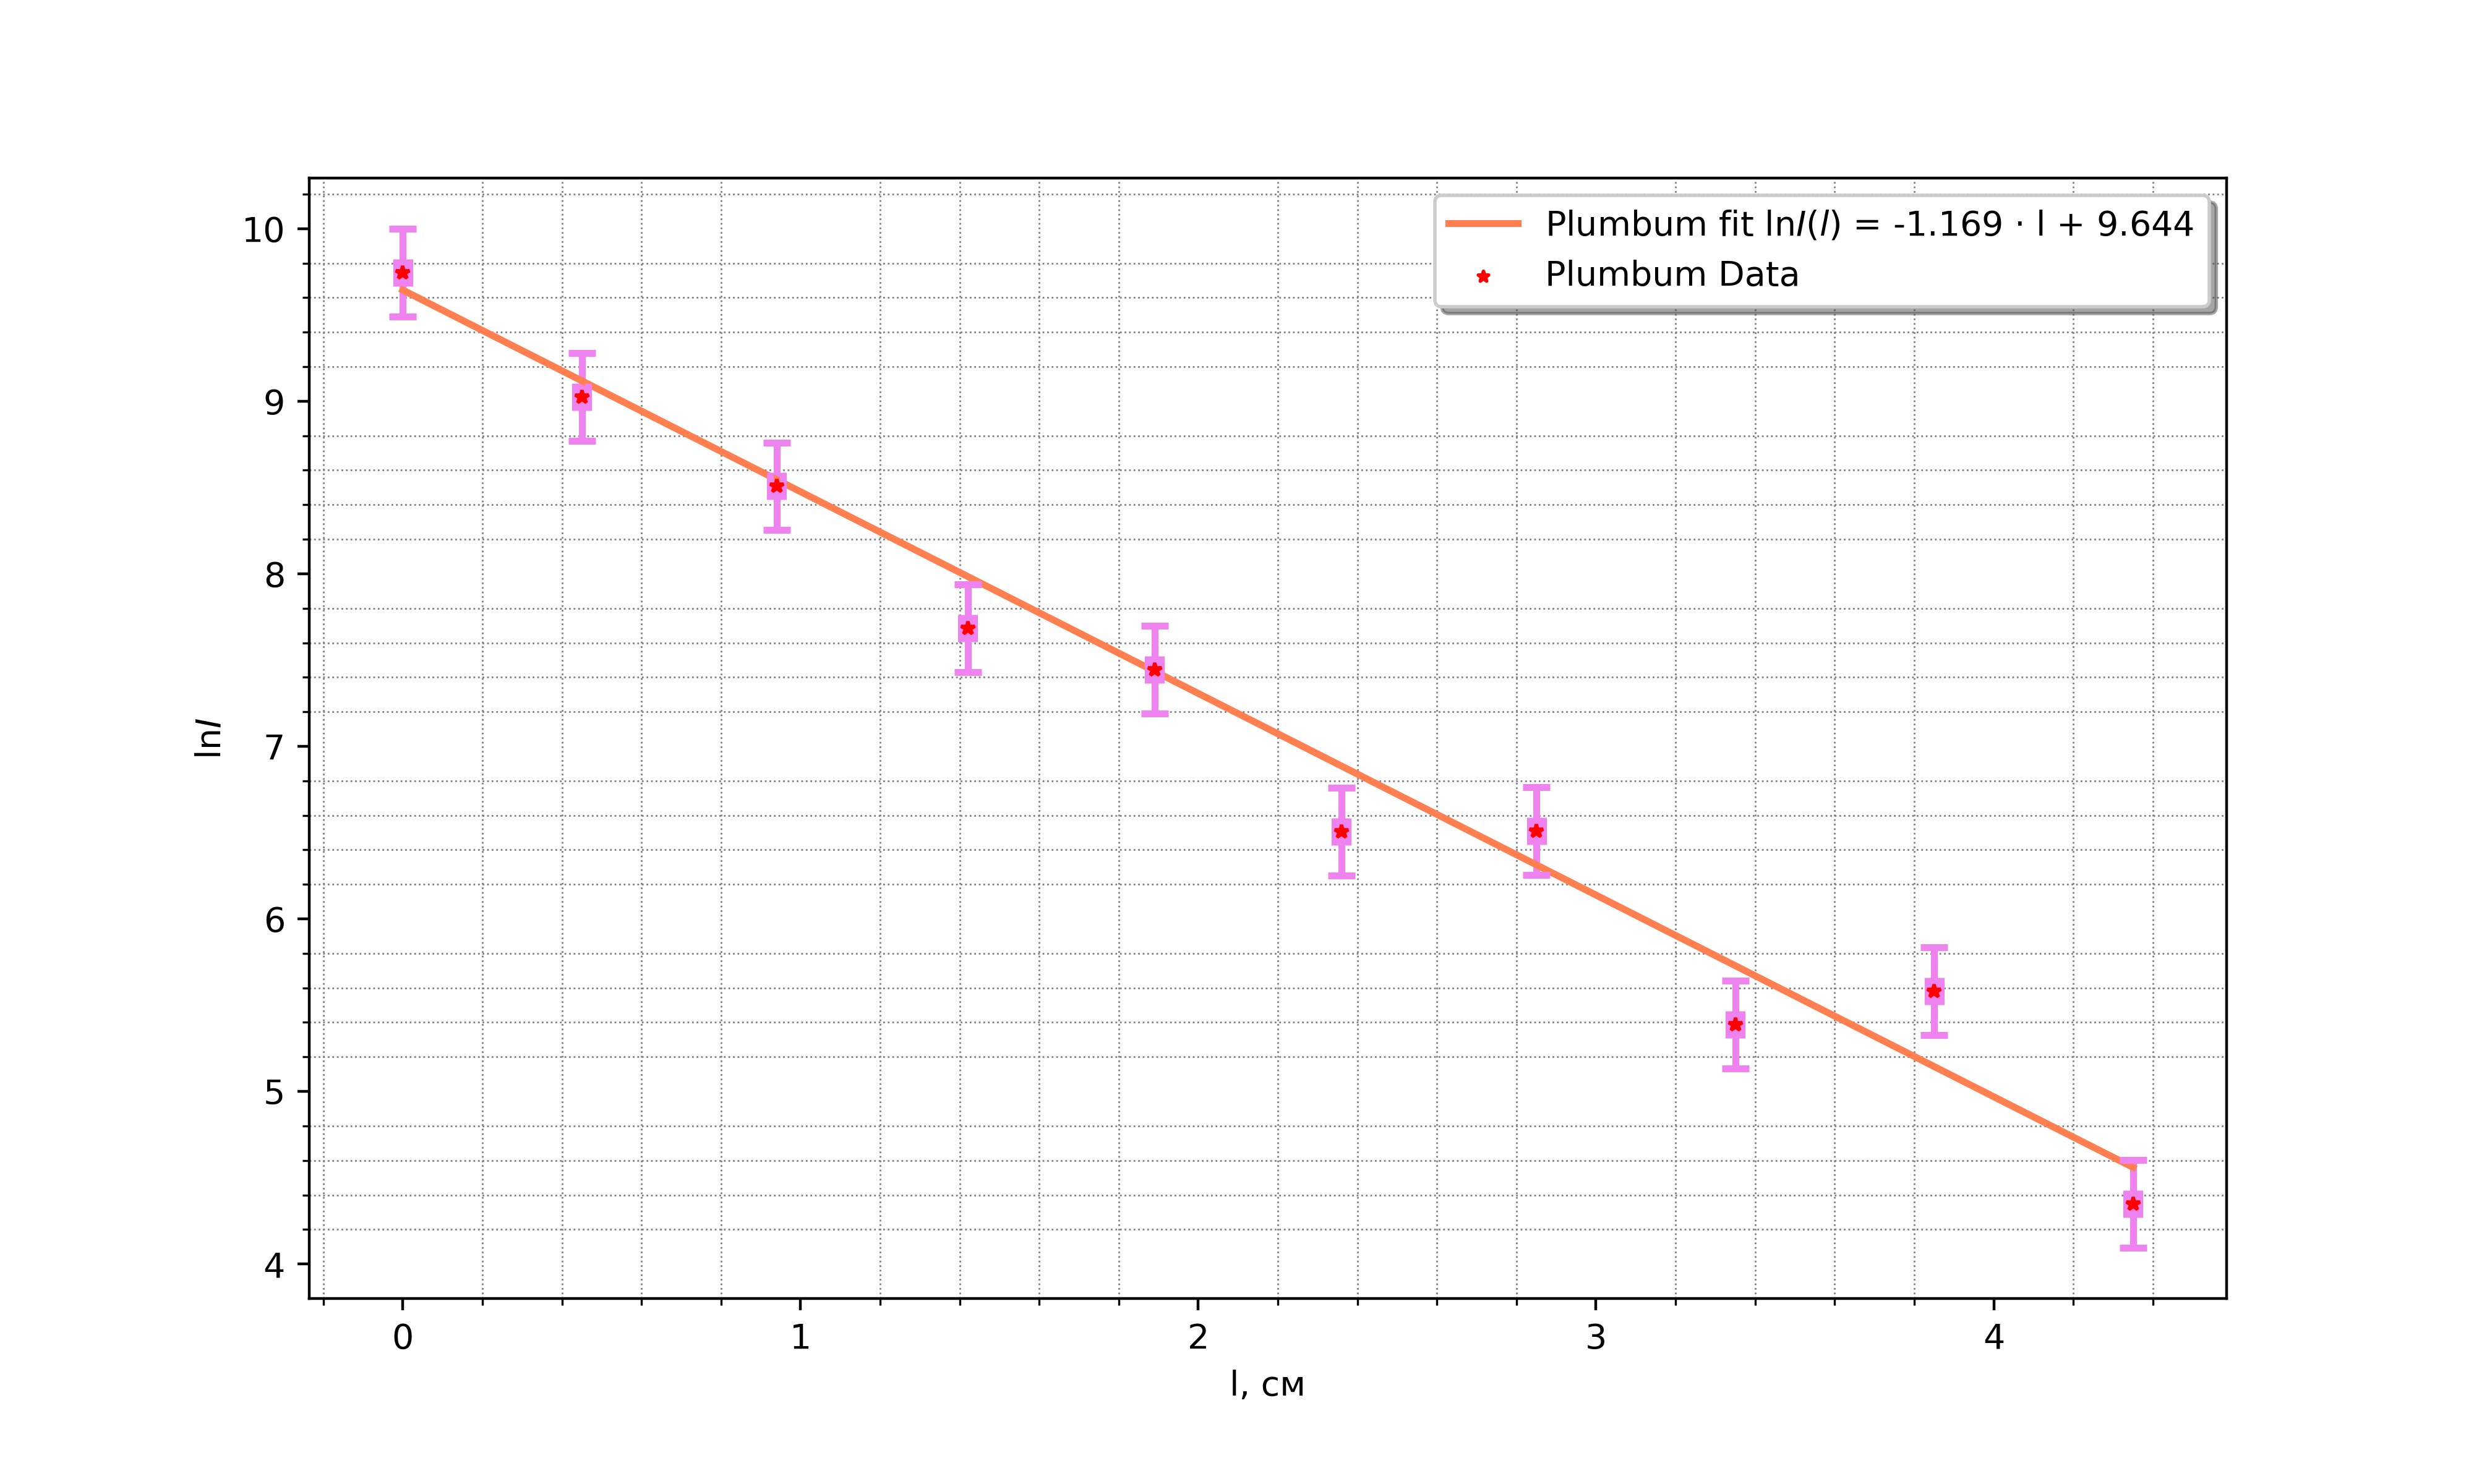 Plumbum fit lnI(l) = -1.169 · l + 9.644
Plumbum Data
10
9
8
7
6
5
4
lnI
0 1 2 3 4
l, см